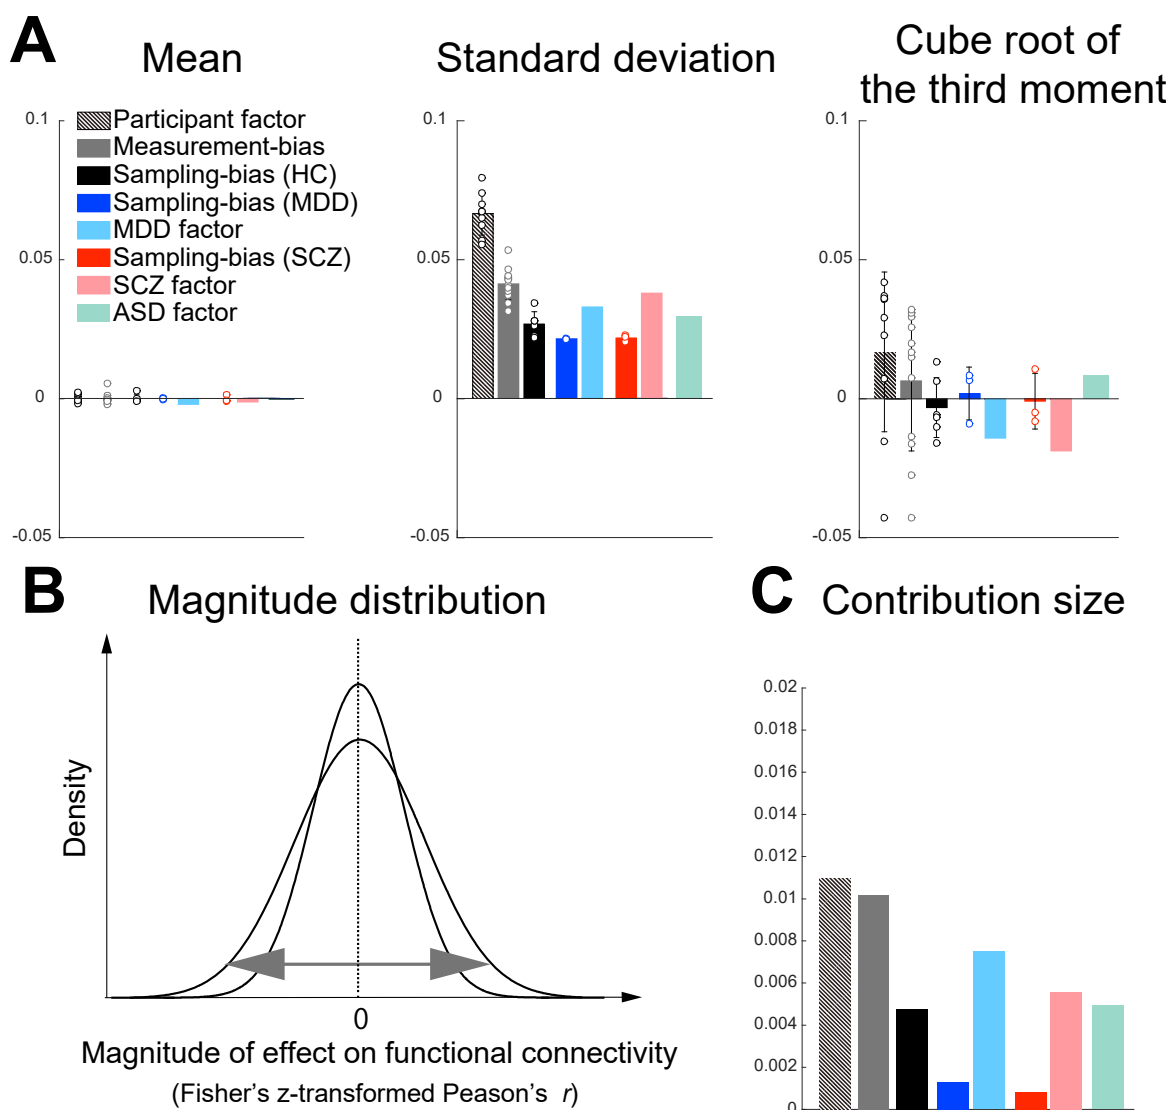 A
Mean
Standard deviation
Cube root of
the third moment
0.1
0.05
0
-0.05
Participant factor
Measurement-bias
Sampling-bias (HC)
Sampling-bias (MDD)
MDD factor
Sampling-bias (SCZ)
SCZ factor
ASD factor
0.1
0.05
0
-0.05
0.1
0.05
0
-0.05
B
Magnitude distribution
Density
0
Magnitude of effect on functional connectivity
(Fisher's z-transformed Peason's r)
C
Contribution size
0.02
0.018
0.016
0.014
0.012
0.01
0.008
0.006
0.004
0.002
0